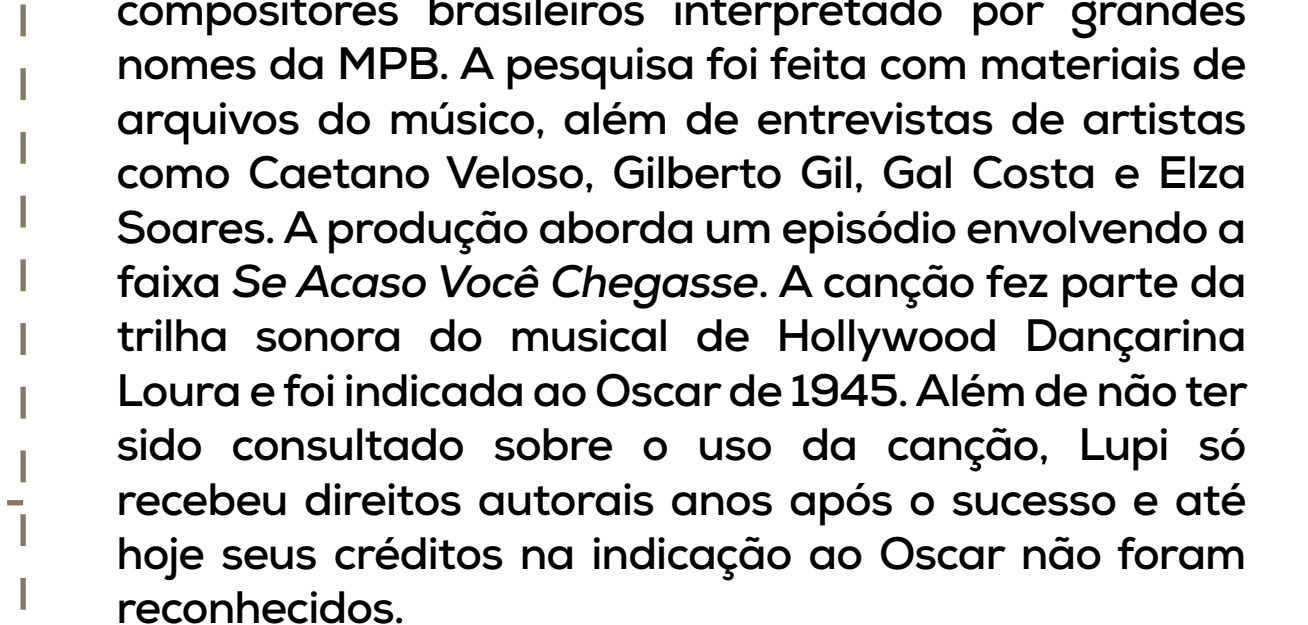 compositores brasileiros interpretado por grandes
nomes da MPB. A pesquisa foi feita com materiais de
arquivos do músico, além de entrevistas de artistas
como Caetano Veloso, Gilberto Gil, Gal Costa e Elza
Soares. A produção aborda um episódio envolvendo a
faixa Se Acaso Você Chegasse. A canção fez parte da
trilha sonora do musical de Hollywood Dançarina
Loura e foi indicada ao Oscar de 1945. Além de não ter
sido consultado sobre o uso da canção, Lupi só
recebeu direitos autorais anos após o sucesso e até
hoje seus créditos na indicação ao Oscar não foram
reconhecidos.